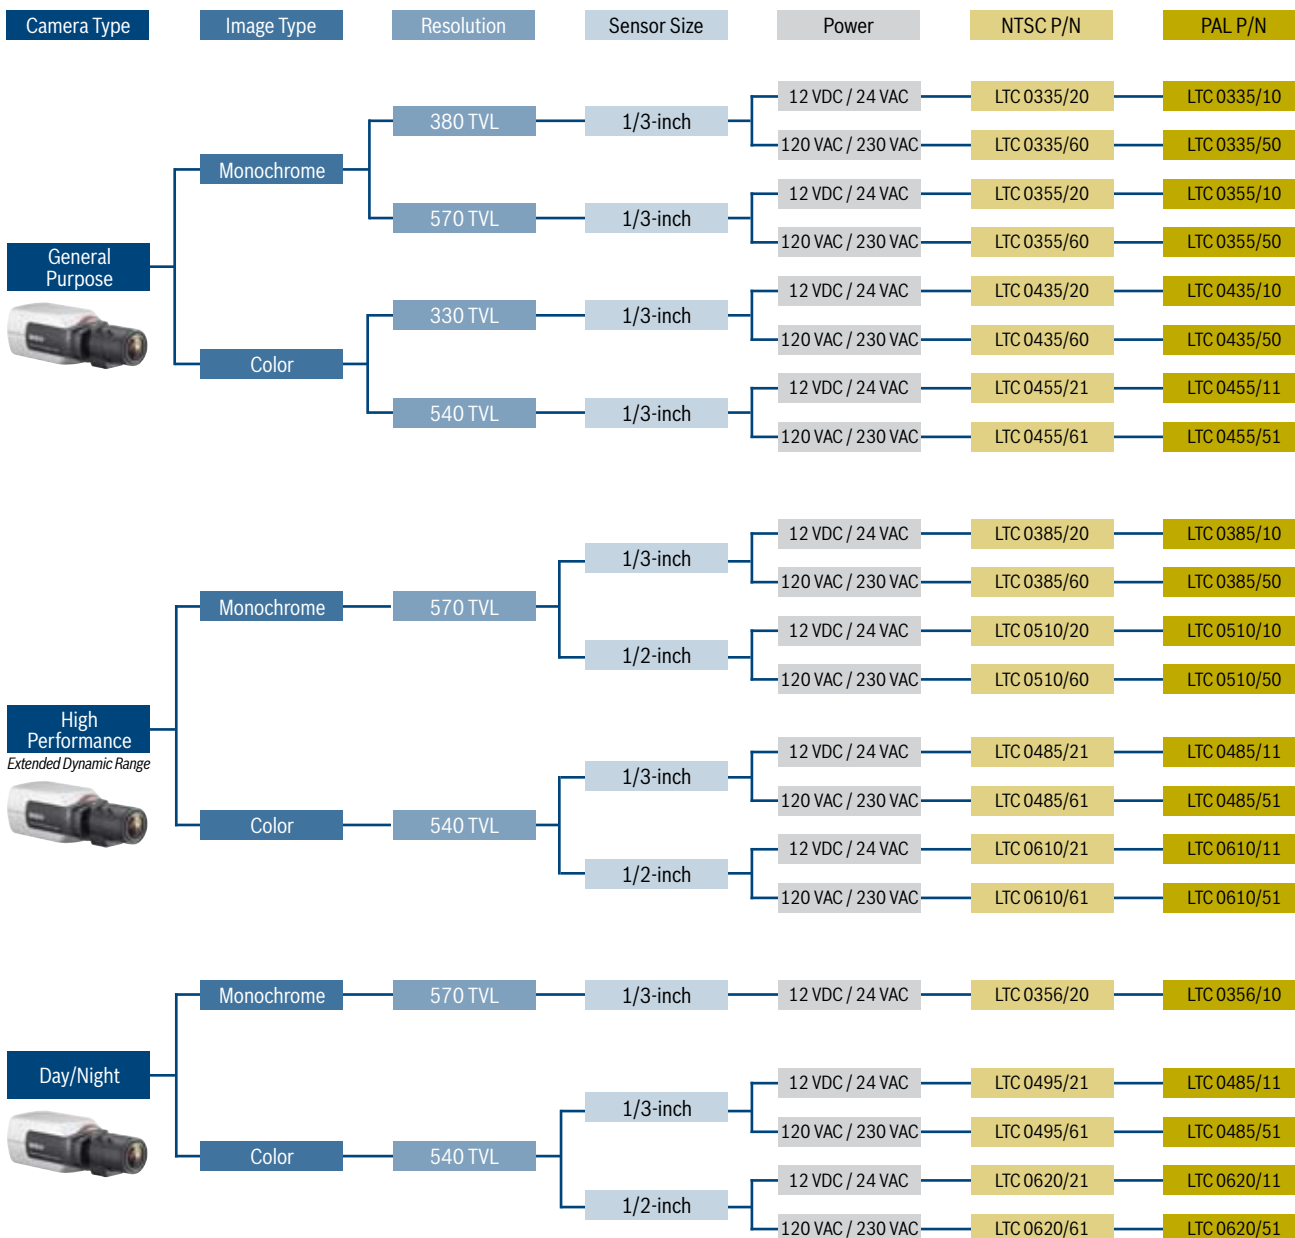 Camera Type Image Type Resolution Sensor Size Power NTSC P/N PAL P/N
12 VDC / 24 VAC LTC 0335/20 LTC 0335/10
380 TVL 1/3-inch
120 VAC / 230 VAC LTC 0335/60 LTC 0335/50
Monochrome
12 VDC / 24 VAC LTC 0355/20 LTC 0355/10
570 TVL 1/3-inch
120 VAC / 230 VAC LTC 0355/60 LTC 0355/50
General
Purpose
12 VDC / 24 VAC LTC 0435/20 LTC 0435/10
330 TVL 1/3-inch
120 VAC / 230 VAC LTC 0435/60 LTC 0435/50
Color
12 VDC / 24 VAC LTC 0455/21 LTC 0455/11
540 TVL 1/3-inch
120 VAC / 230 VAC LTC 0455/61 LTC 0455/51
12 VDC / 24 VAC LTC 0385/20 LTC 0385/10
1/3-inch
120 VAC / 230 VAC LTC 0385/60 LTC 0385/50
Monochrome 570 TVL
12 VDC / 24 VAC LTC 0510/20 LTC 0510/10
1/2-inch
120 VAC / 230 VAC LTC 0510/60 LTC 0510/50
High
Performance
Extended Dynamic Range
12 VDC / 24 VAC LTC 0485/21 LTC 0485/11
1/3-inch
120 VAC / 230 VAC LTC 0485/61 LTC 0485/51
Color 540 TVL
12 VDC / 24 VAC LTC 0610/21 LTC 0610/11
1/2-inch
120 VAC / 230 VAC LTC 0610/61 LTC 0610/51
Monochrome 570 TVL 1/3-inch 12 VDC / 24 VAC LTC 0356/20 LTC 0356/10
Day/Night
12 VDC / 24 VAC LTC 0495/21 LTC 0485/11
1/3-inch
120 VAC / 230 VAC LTC 0495/61 LTC 0485/51
Color 540 TVL
12 VDC / 24 VAC LTC 0620/21 LTC 0620/11
1/2-inch
120 VAC / 230 VAC LTC 0620/61 LTC 0620/51